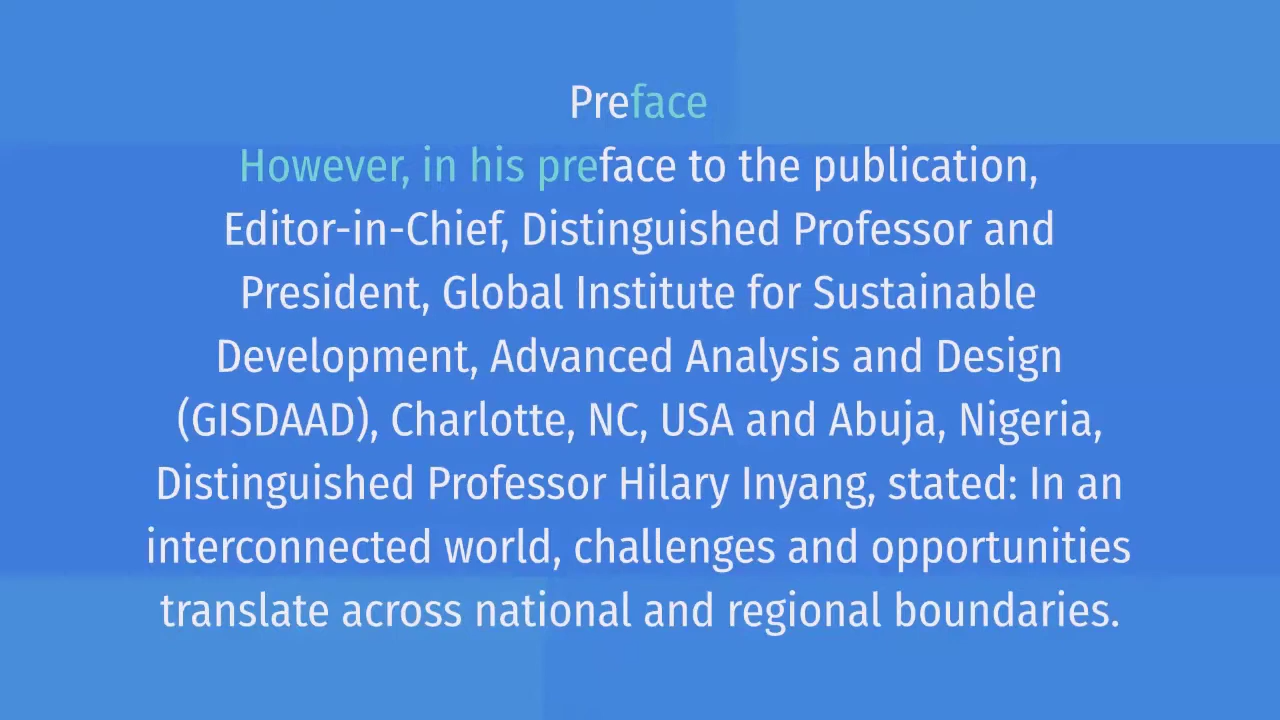 Preface
However, in his preface to the publication,
Editor-in-Chief, Distinguished Professor and
President, Global Institute for Sustainable
Development, Advanced Analysis and Design
(GISDAAD), Charlotte, NC, USA and Abuja, Nigeria,
Distinguished Professor Hilary Inyang, stated: In an
interconnected world, challenges and opportunities
translate across national and regional boundaries.